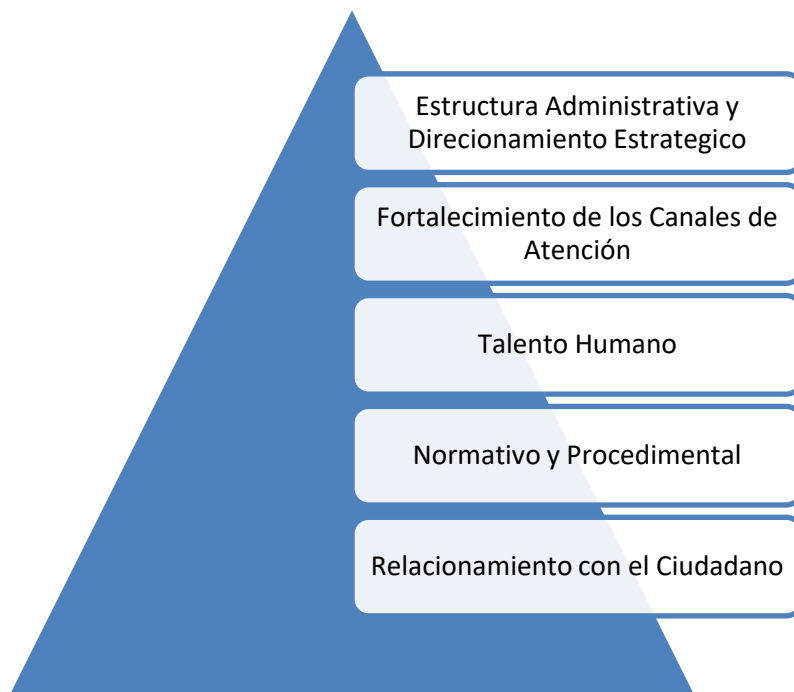 Estructura Administrativa y
Direcionamiento Estrategico
Fortalecimiento de los Canales de
Atención
Talento Humano
Normativo y Procedimental
Relacionamiento con el Ciudadano